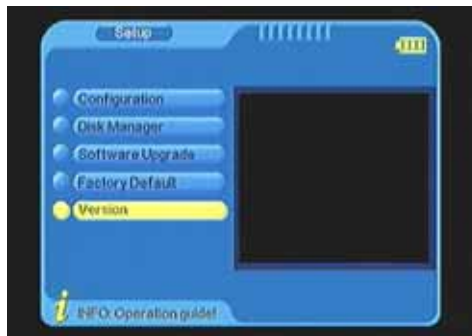 Setup
Configuration
Disk Manager
Software Upgrade
Factory Default
Version
i INFO: Operation guide!